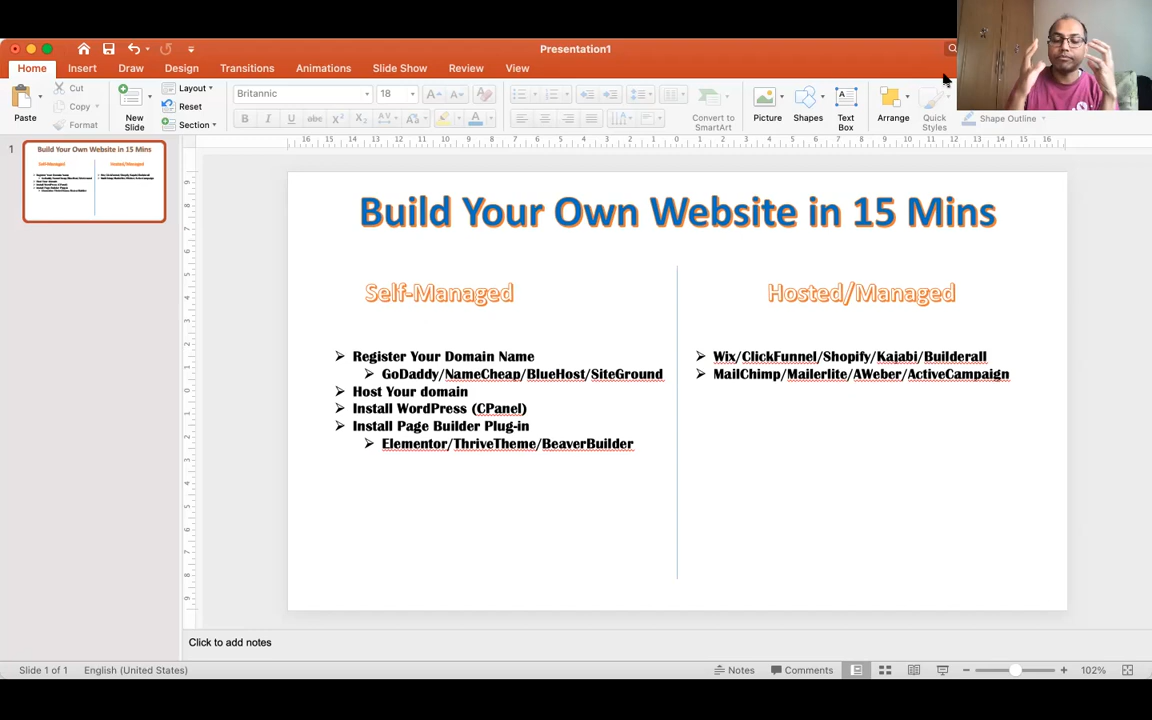 Presentation1
Home Insert Draw Design Transitions Animations Slide Show Review View
Paste
Cut
Copy
Format
New Slide
Layout
Reset
Section
Britannic 18
Convert to SmartArt
Picture
Shapes
Text Box
Arrange
Quick Styles
Shape Outline
1
Build Your Own Website in 15 Mins
Self-Managed
Hosted/Managed
Build Your Own Website in 15 Mins
Self-Managed
Register Your Domain Name
GoDaddy/NameCheap/BlueHost/SiteGround
Host Your domain
Install WordPress (CPanel)
Install Page Builder Plug-in
Elementor/ThriveTheme/BeaverBuilder
Hosted/Managed
Wix/ClickFunnel/Shopify/Kajabi/Builderall
MailChimp/Mailerlite/AWeber/ActiveCampaign
Click to add notes
Slide 1 of 1 English (United States) Notes Comments 102%